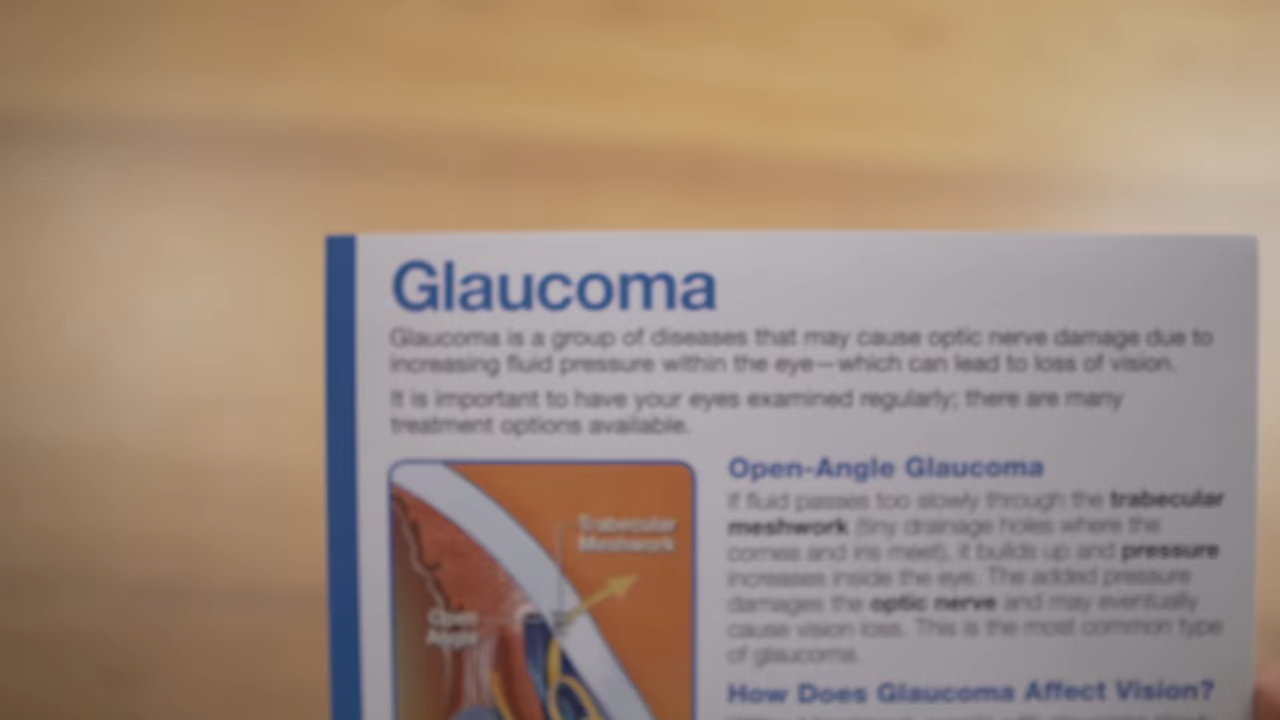 Glaucoma
Glaucoma is a group of diseases that may cause optic nerve damage due to
increasing fluid pressure within the eye—which can lead to loss of vision.
It is important to have your eyes examined regularly; there are many
treatment options available.
Trabecular
Meshwork
Open
Angle
Open-Angle Glaucoma
If fluid passes too slowly through the trabecular
meshwork (tiny drainage holes where the
cornea and iris meet), it builds up and pressure
increases inside the eye. The added pressure
damages the optic nerve and may eventually
cause vision loss. This is the most common type
of glaucoma.
How Does Glaucoma Affect Vision?